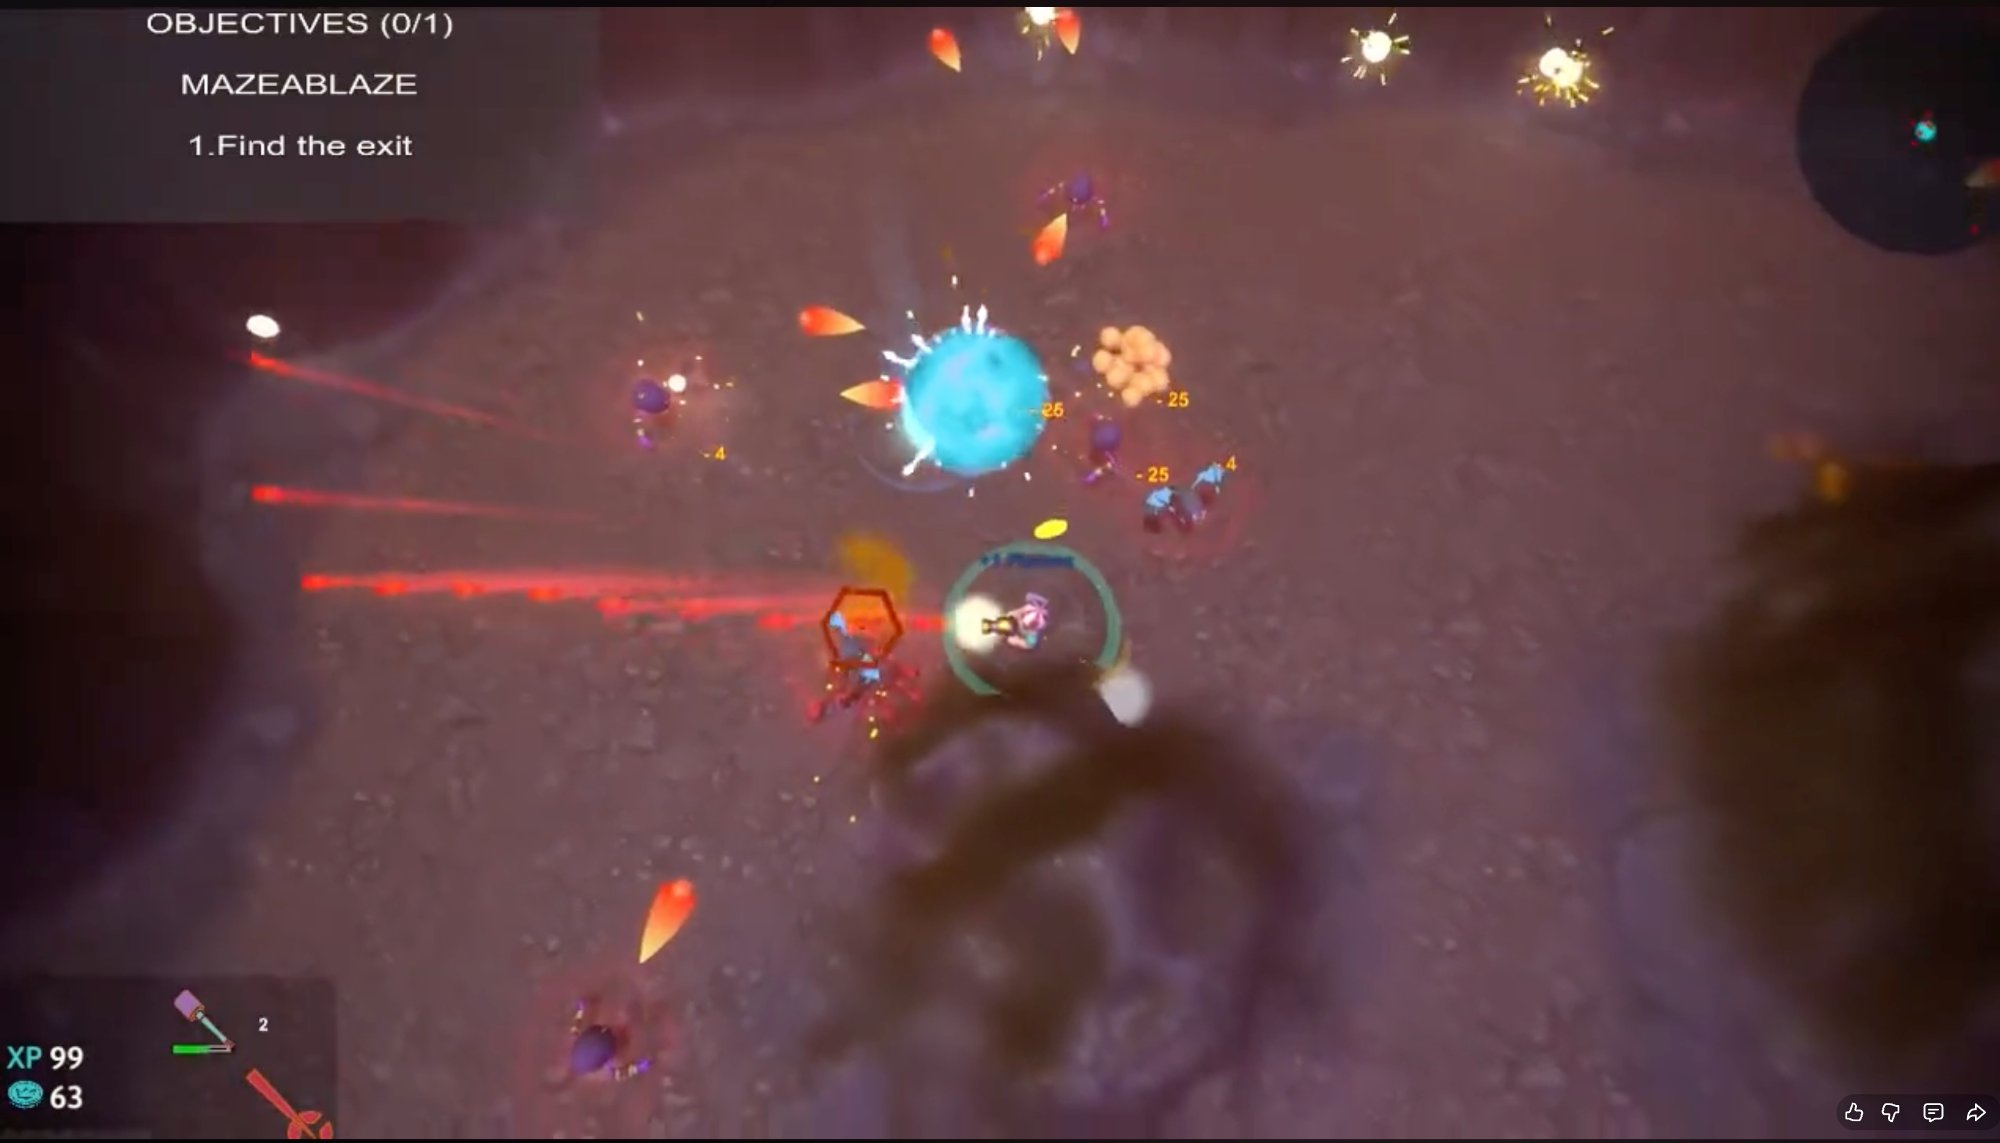 OBJECTIVES (0/1)
MAZEABLAZE
1.Find the exit
-25
-25
-4
-25
4
2
XP 99
63